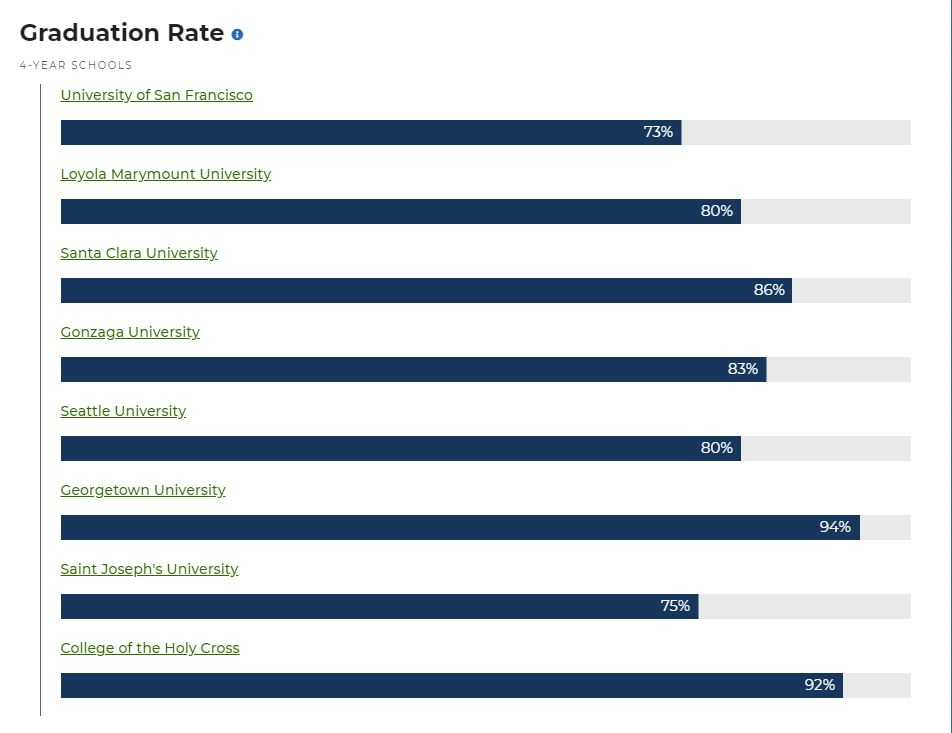 Graduation Rate
4-YEAR SCHOOLS
University of San Francisco
73%
Loyola Marymount University
80%
Santa Clara University
86%
Gonzaga University
83%
Seattle University
80%
Georgetown University
94%
Saint Joseph's University
75%
College of the Holy Cross
92%